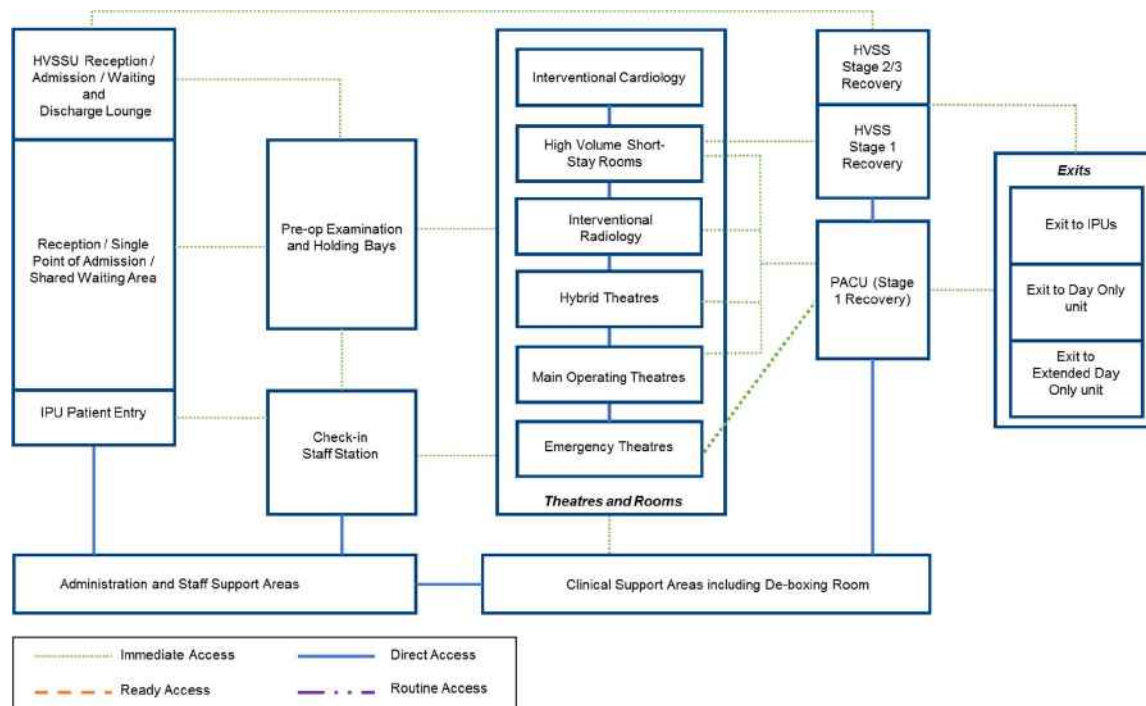 HVSSU Reception /
Admission / Waiting
and
Discharge Lounge
Reception / Single
Point of Admission /
Shared Waiting Area
IPU Patient Entry
Pre-op Examination
and Holding Bays
Check-in
Staff Station
Interventional Cardiology
High Volume Short-
Stay Rooms
Interventional
Radiology
Hybrid Theatres
Main Operating Theatres
Emergency Theatres
Theatres and Rooms
HVSS
Stage 2/3
Recovery
HVSS
Stage 1
Recovery
PACU (Stage
1 Recovery)
Exits
Exit to IPUs
Exit to Day Only
unit
Exit to
Extended Day
Only unit
Administration and Staff Support Areas
Clinical Support Areas including De-boxing Room
Immediate Access
Direct Access
Ready Access
Routine Access